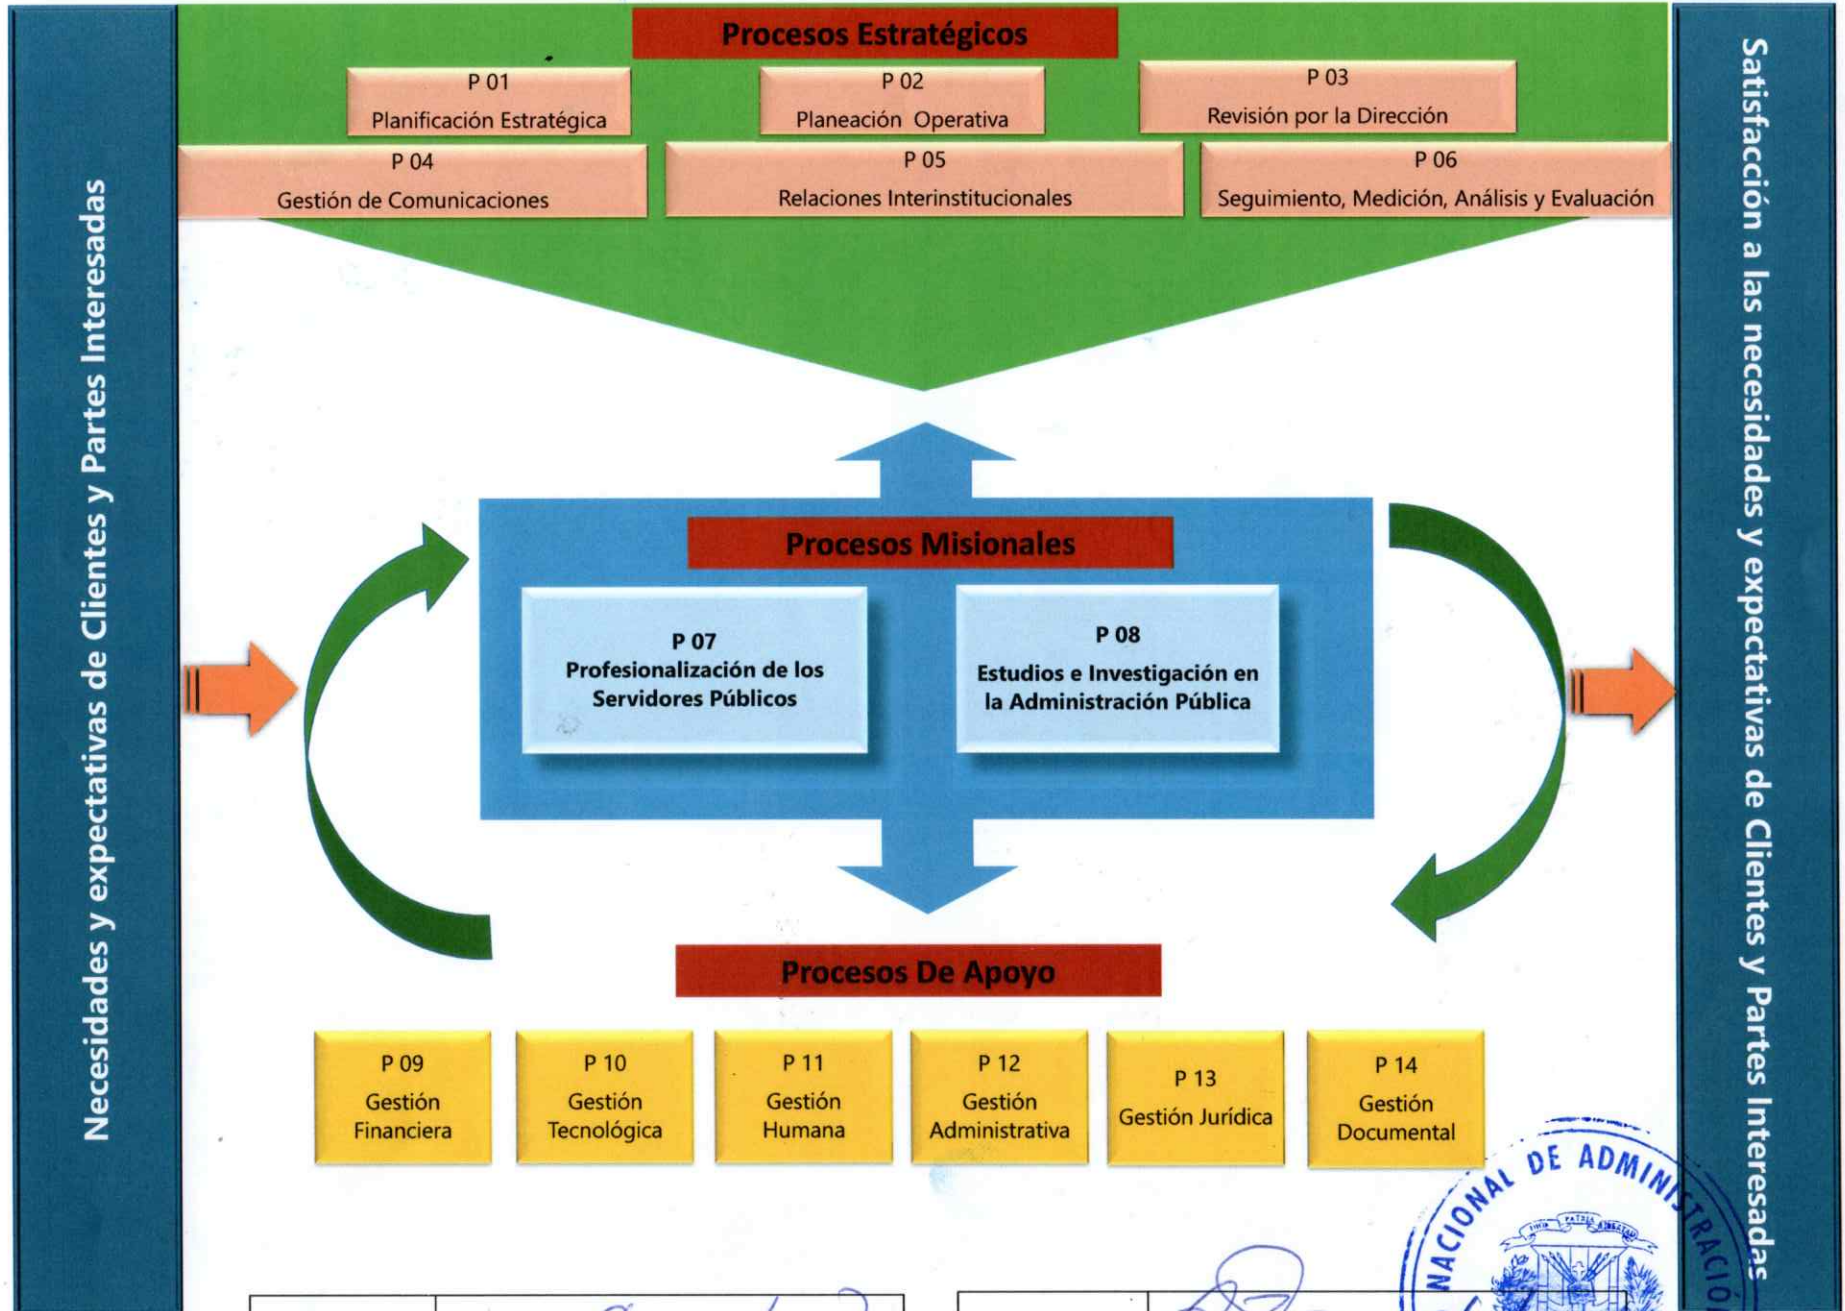 Necesidades y expectativas de Clientes y Partes Interesadas
Procesos Estratégicos
P 01
Planificación Estratégica
P 02
Planeación Operativa
P 03
Revisión por la Dirección
P 04
Gestión de Comunicaciones
P 05
Relaciones Interinstitucionales
P 06
Seguimiento, Medición, Análisis y Evaluación
Procesos Misionales
P 07
Profesionalización de los
Servidores Públicos
P 08
Estudios e Investigación en
la Administración Pública
Procesos De Apoyo
P 09
Gestión
Financiera
P 10
Gestión
Tecnológica
P 11
Gestión
Humana
P 12
Gestión
Administrativa
P 13
Gestión Jurídica
P 14
Gestión
Documental
Satisfacción a las necesidades y expectativas de Clientes y Partes Interesadas
NACIONAL DE ADMINISTRACIÓ